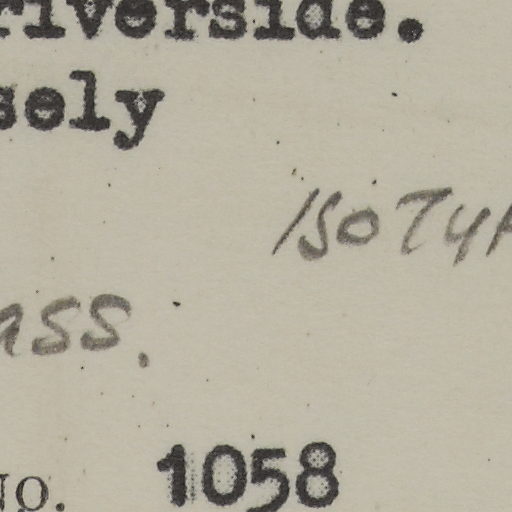 riverside.
sely
ISOTYP
ass.
No. 1058